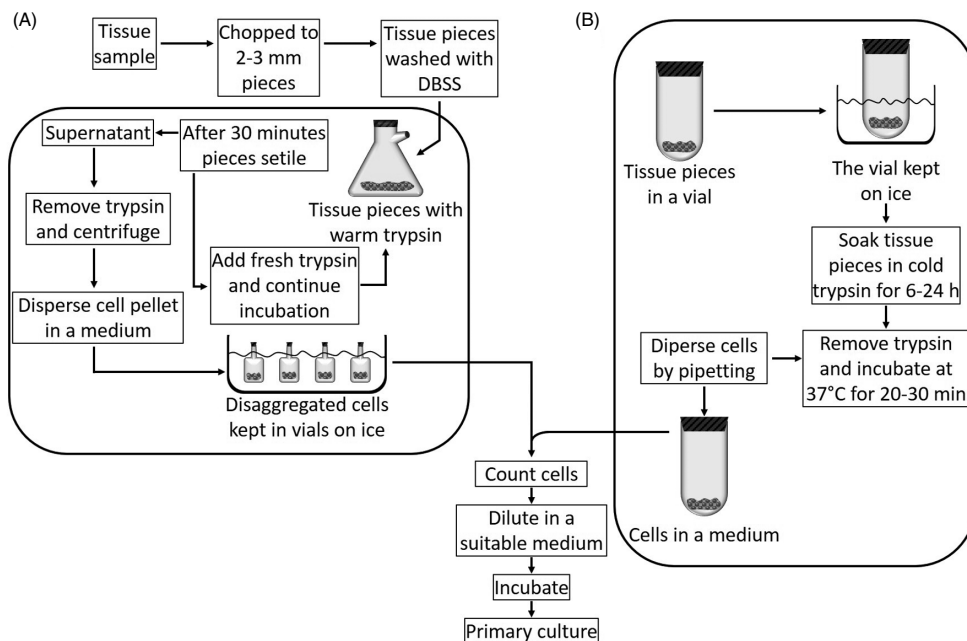 (A)
Tissue
sample
Chopped to
2-3 mm
pieces
Tissue pieces
washed with
DBSS
Supernatant
After 30 minutes
pieces setile
Remove trypsin
and centrifuge
Tissue pieces with
warm trypsin
Add fresh trypsin
and continue
incubation
Disperse cell pellet
in a medium
Disaggregated cells
kept in vials on ice
(B)
Tissue pieces
in a vial
The vial kept
on ice
Soak tissue
pieces in cold
trypsin for 6-24 h
Diperse cells
by pipetting
Remove trypsin
and incubate at
37°C for 20-30 min
Cells in a medium
Count cells
Dilute in a
suitable medium
Incubate
Primary culture